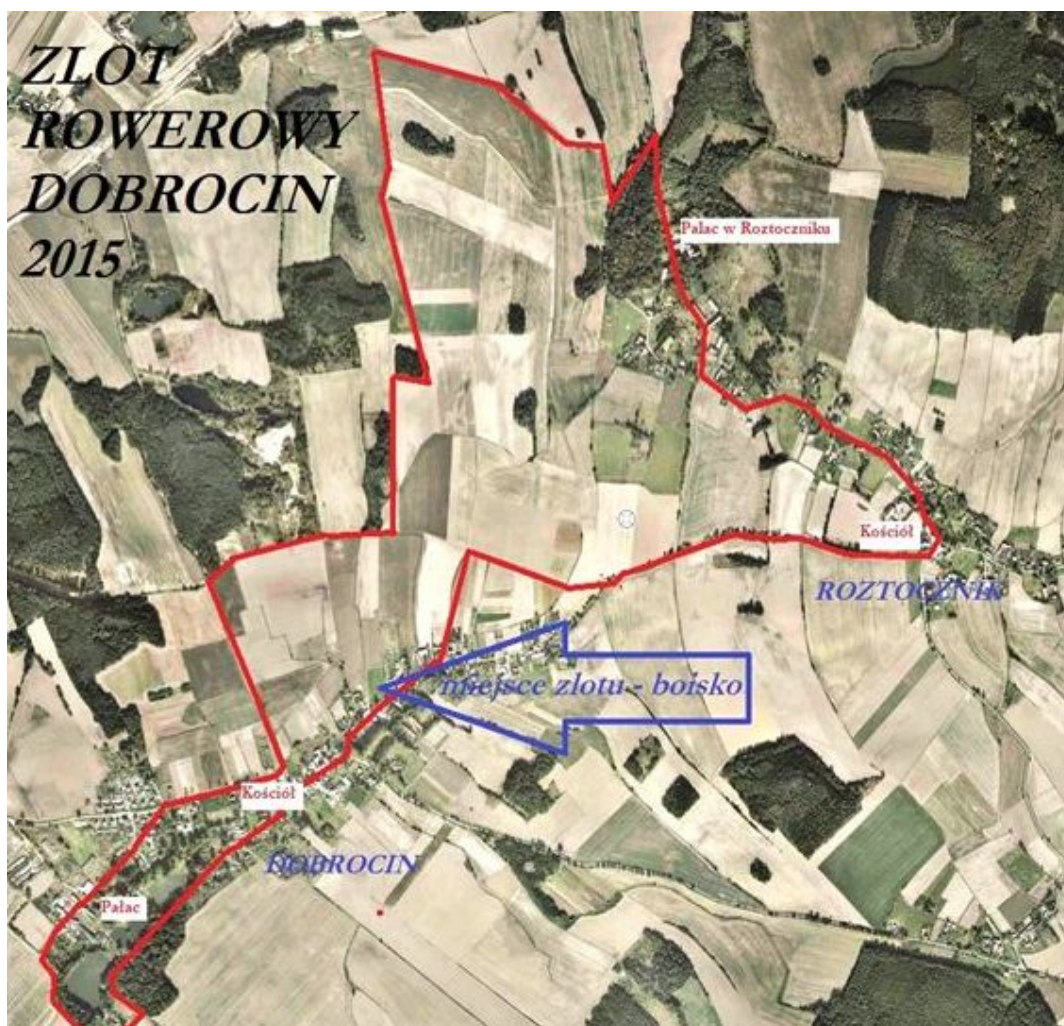 ZLOT
ROWEROWY
DOBROCIN
2015
Pałac w Roztoczniku
Kościół
ROZTOCZNIK
miejsce zlotu - boisko
Kościół
DOBROCIN
Pałac